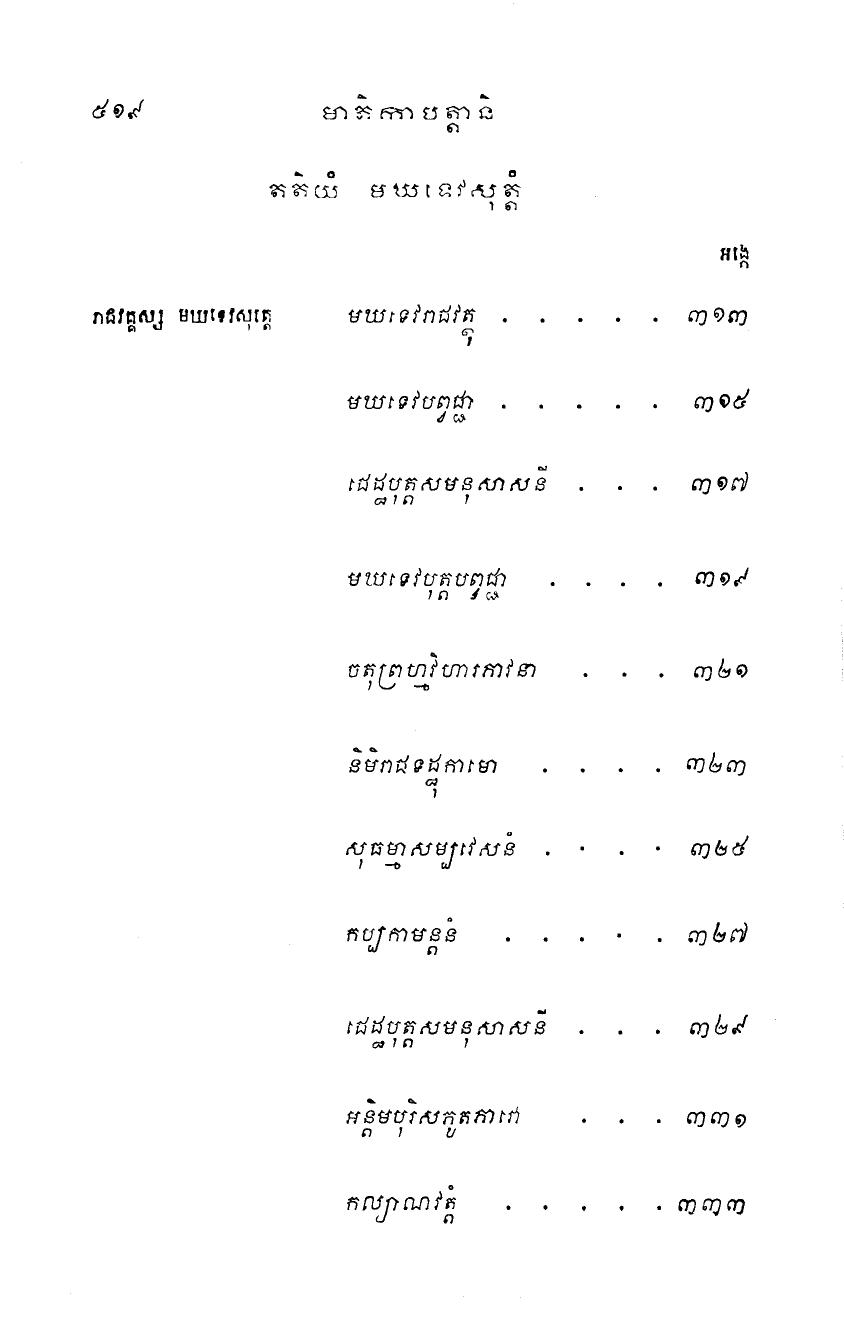 ៥១៩ មាតិកាបត្តានិ
តតិយំ មឃទេវសុត្តំ
អង្កេ
រាជវគ្គស្ស មឃទេវសុត្តេ មឃទេវរាជវត្ថុ . . . . . ៣១៣
មឃទេវបព្វជ្ជា . . . . . ៣១៥
ជេដ្ឋបុត្តសមនុសាសនី . . . ៣១៧
មឃទេវបុត្តបព្វជ្ជា . . . . ៣១៩
ចតុព្រហ្មវិហារភាវនា . . . ៣២១
និមិរាជទដ្ឋុកាមោ . . . . ៣២៣
សុធម្មាសម្បវេសនំ . . . . ៣២៥
កប្បកាមន្តនំ . . . . . ៣២៧
ជេដ្ឋបុត្តសមនុសាសនី . . . ៣២៩
អន្តិមបុរិសភូតភាវោ . . . ៣៣១
កល្យាណវត្តំ . . . . . ៣៣៣